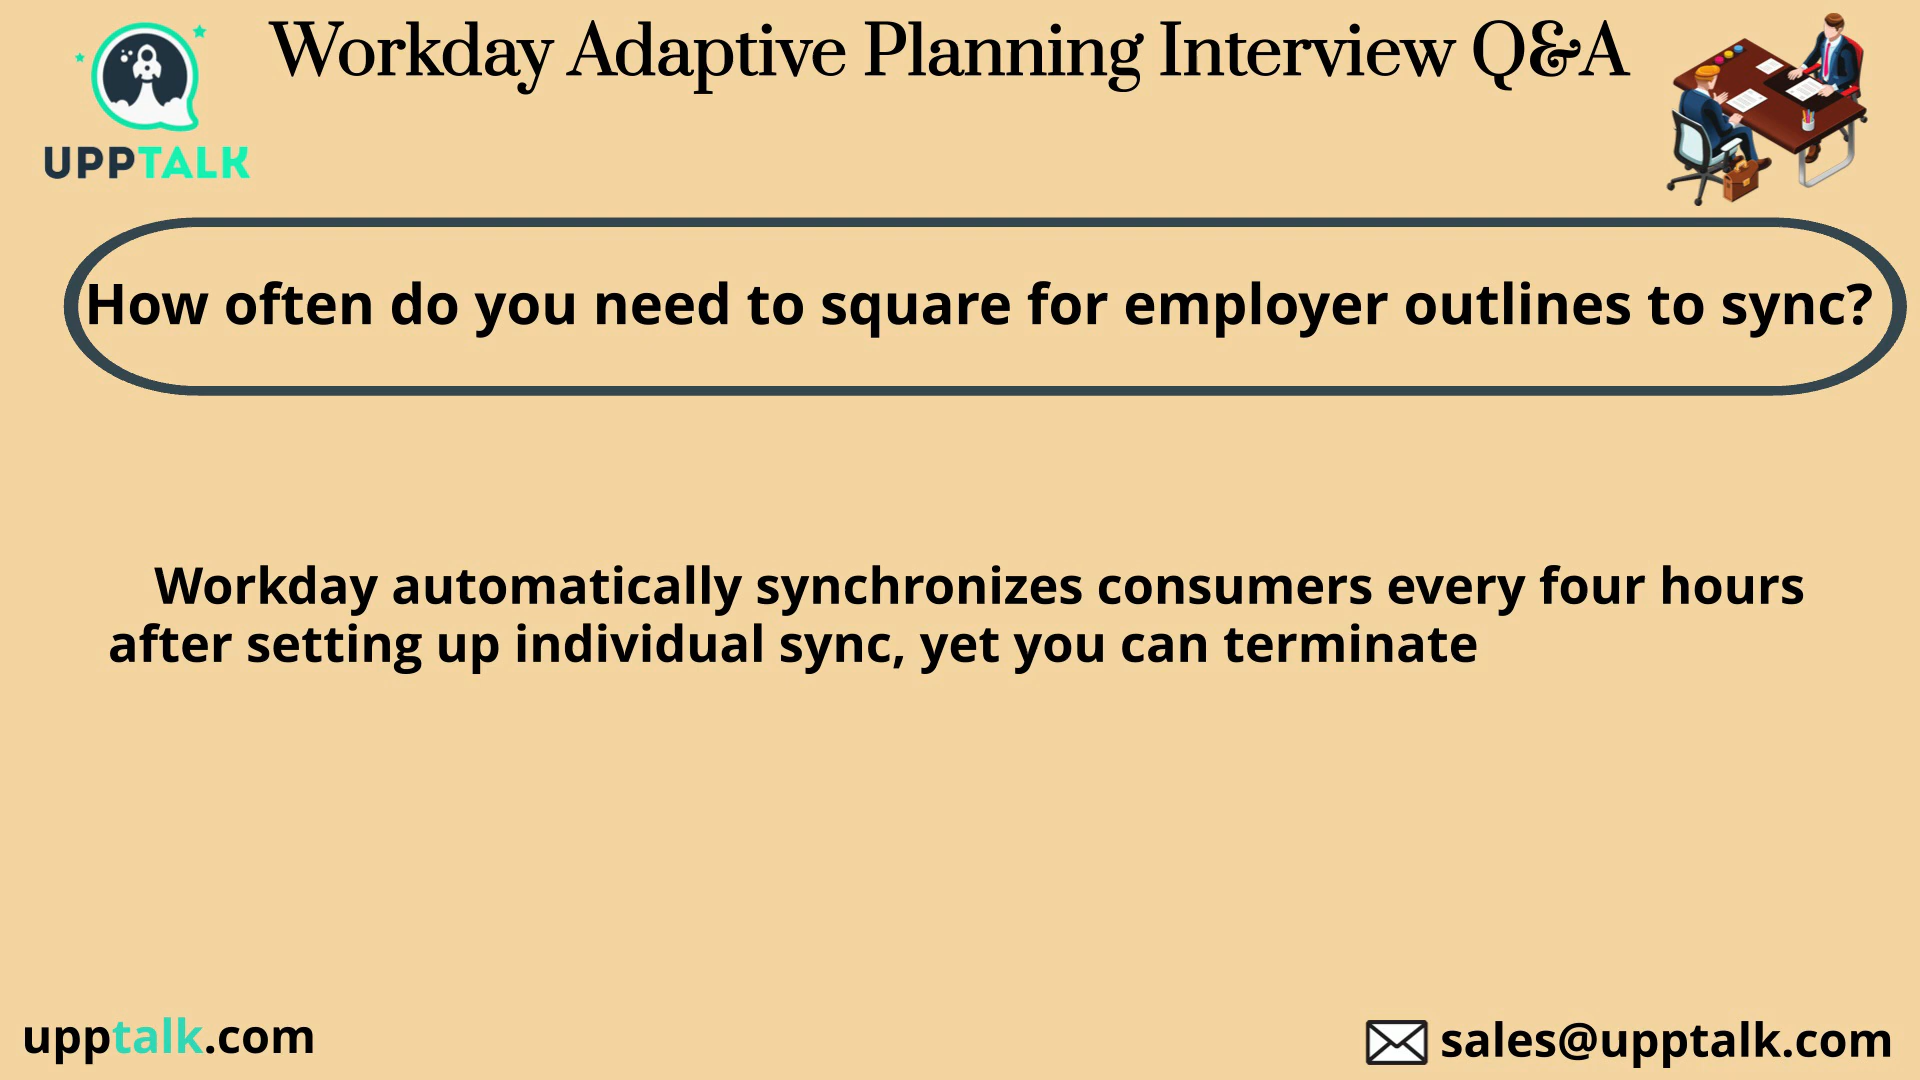 Workday Adaptive Planning Interview Q&A
UPPTALK
How often do you need to square for employer outlines to sync?
Workday automatically synchronizes consumers every four hours
after setting up individual sync, yet you can terminate
upptalk.com
sales@upptalk.com